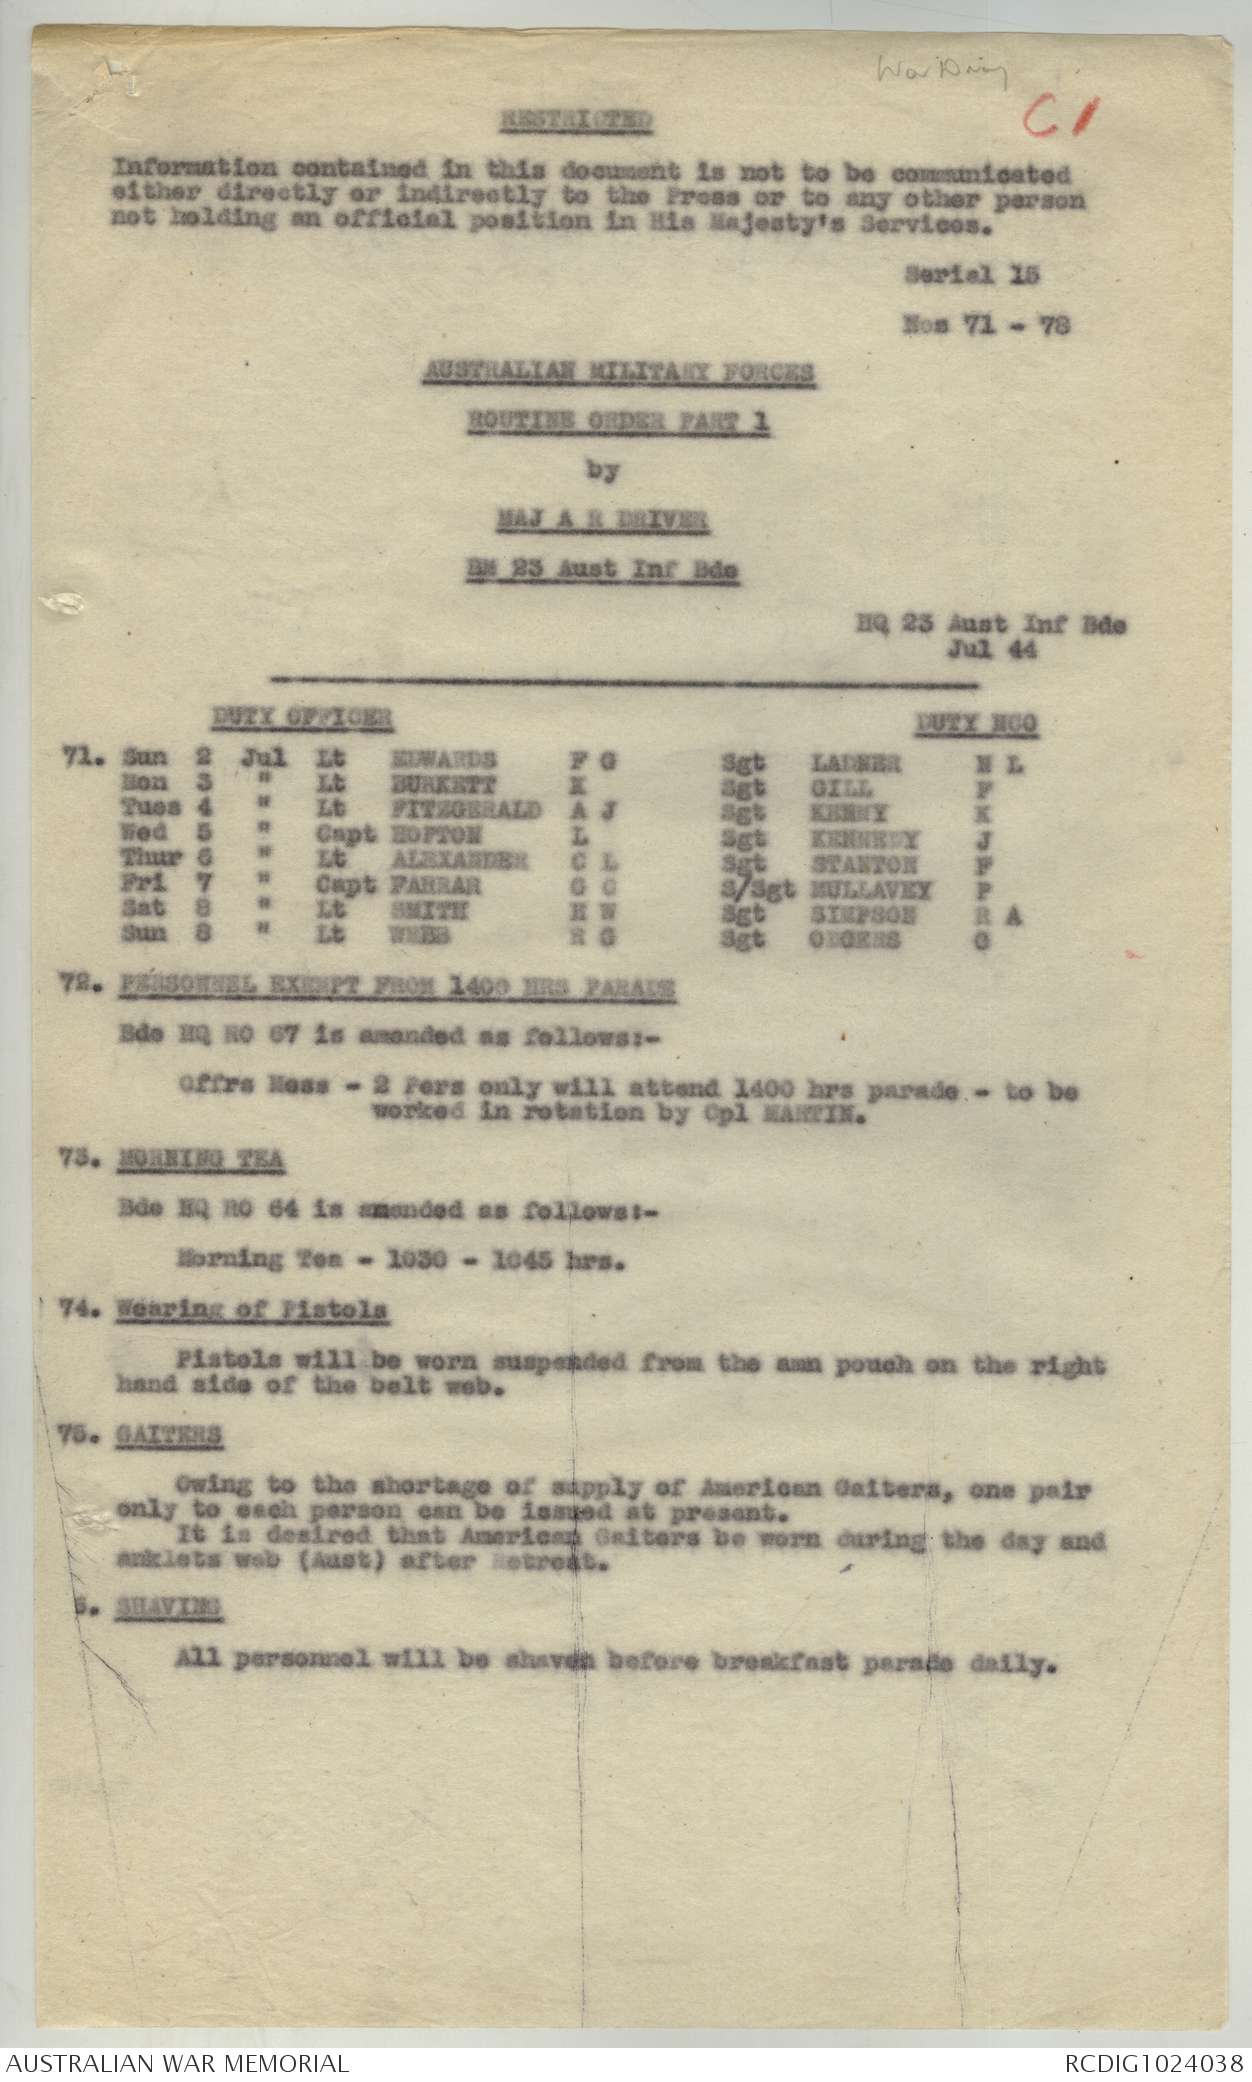 War Diary
C1
RESTRICTED
Information contained in this document is not to be communicated
either directly or indirectly to the Press or to any other person
not holding an official position in His Majesty's Services.
Serial 15
Nos 71 - 78
AUSTRALIAN MILITARY FORCES
ROUTINE ORDER PART 1
by
MAJ A R DRIVER
BM 23 Aust Inf Bde
HQ 23 Aust Inf Bde
Jul 44
DUTY OFFICER DUTY NCO
71. Sun 2 Jul Lt EDWARDS F G Sgt LADNER N L
Mon 3 " Lt BURKETT K Sgt GILL F
Tues 4 " Lt FITZGERALD A J Sgt KENNY K
Wed 5 " Capt HOFTON L Sgt KENNEDY J
Thur 6 " Lt ALEXANDER C L Sgt STANTON F
Fri 7 " Capt FARRAR G C S/Sgt MULLAVEY P
Sat 8 " Lt SMITH H W Sgt SIMPSON R A
Sun 8 " Lt WEBB R G Sgt OEGERS G
72. PERSONNEL EXEMPT FROM 1400 HRS PARADE
Bde HQ RO 67 is amended as follows:-
Offrs Mess - 2 Pers only will attend 1400 hrs parade - to be
worked in rotation by Cpl MARTIN.
73. MORNING TEA
Bde HQ RO 64 is amended as follows:-
Morning Tea - 1030 - 1045 hrs.
74. Wearing of Pistols
Pistols will be worn suspended from the amn pouch on the right
hand side of the belt web.
75. GAITERS
Owing to the shortage of supply of American Gaiters, one pair
only to each person can be issued at present.
It is desired that American Gaiters be worn during the day and
anklets web (Aust) after Retreat.
6. SHAVING
All personnel will be shaven before breakfast parade daily.
AUSTRALIAN WAR MEMORIAL RCDIG1024038